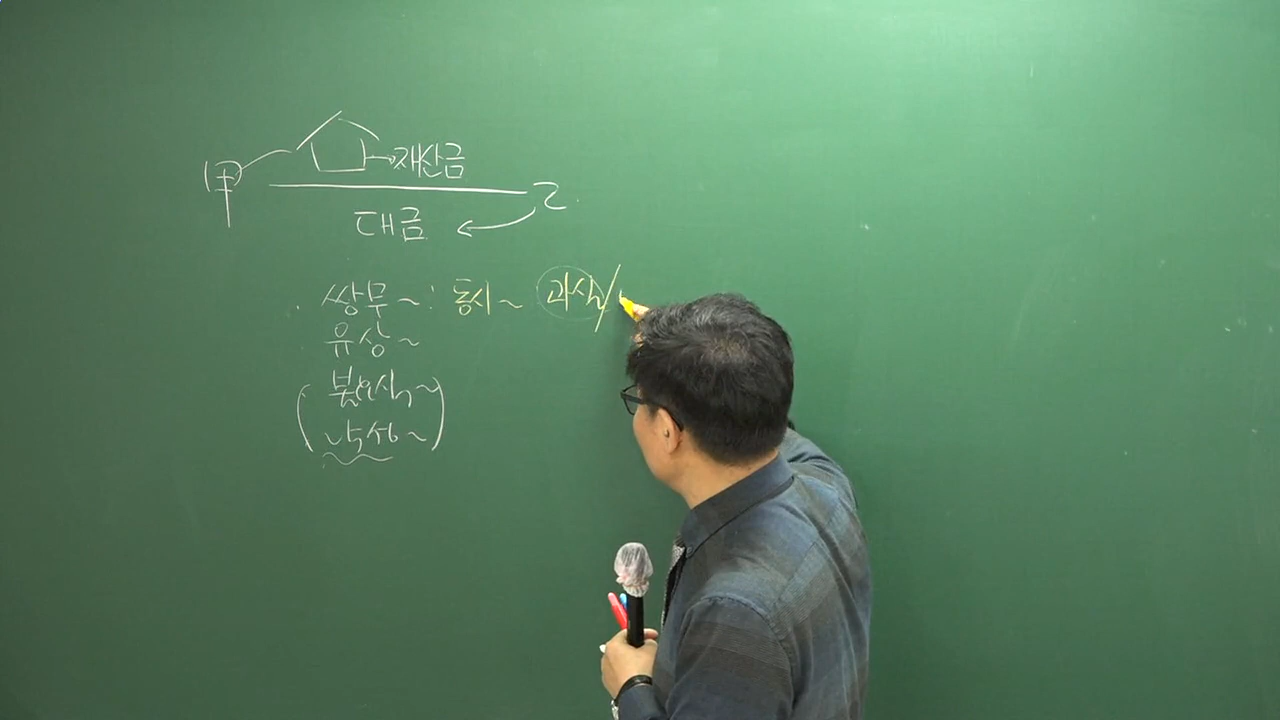 甲 → 재산금
乙
대금 ←
· 쌍무~: 동시~ 과실/
유상~
(불요식~
낙성~)